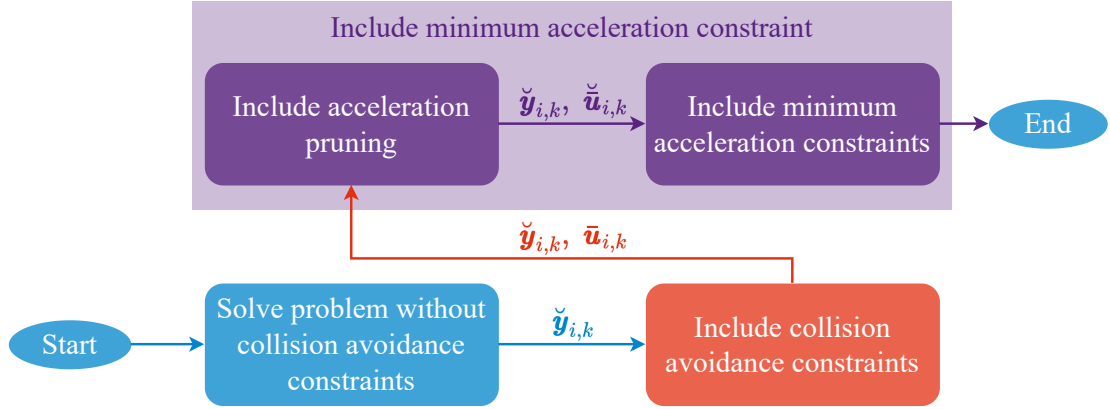 Include minimum acceleration constraint
Include acceleration
pruning
y̆ᵢ,ₖ, ū̆ᵢ,ₖ
Include minimum
acceleration constraints
End
y̆ᵢ,ₖ, ūᵢ,ₖ
Start
Solve problem without
collision avoidance
constraints
y̆ᵢ,ₖ
Include collision
avoidance constraints